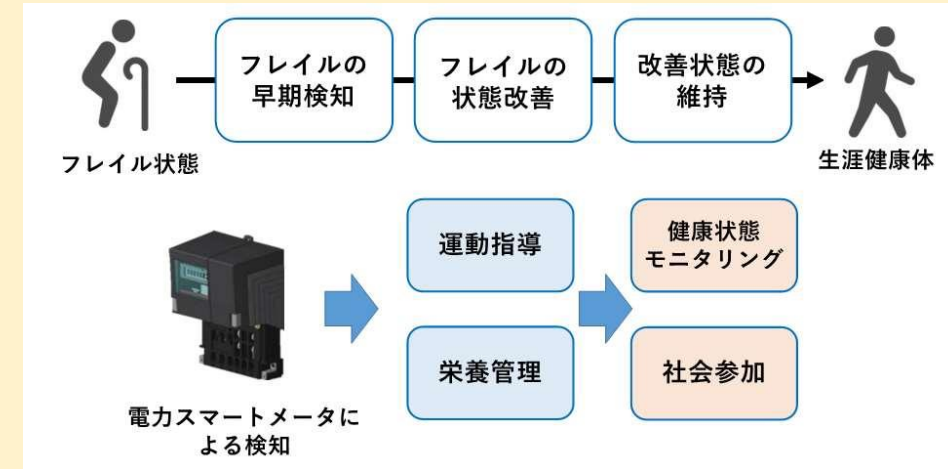 フレイルの
早期検知
フレイルの
状態改善
改善状態の
維持
フレイル状態
生涯健康体
運動指導
健康状態
モニタリング
栄養管理
社会参加
電力スマートメータに
よる検知